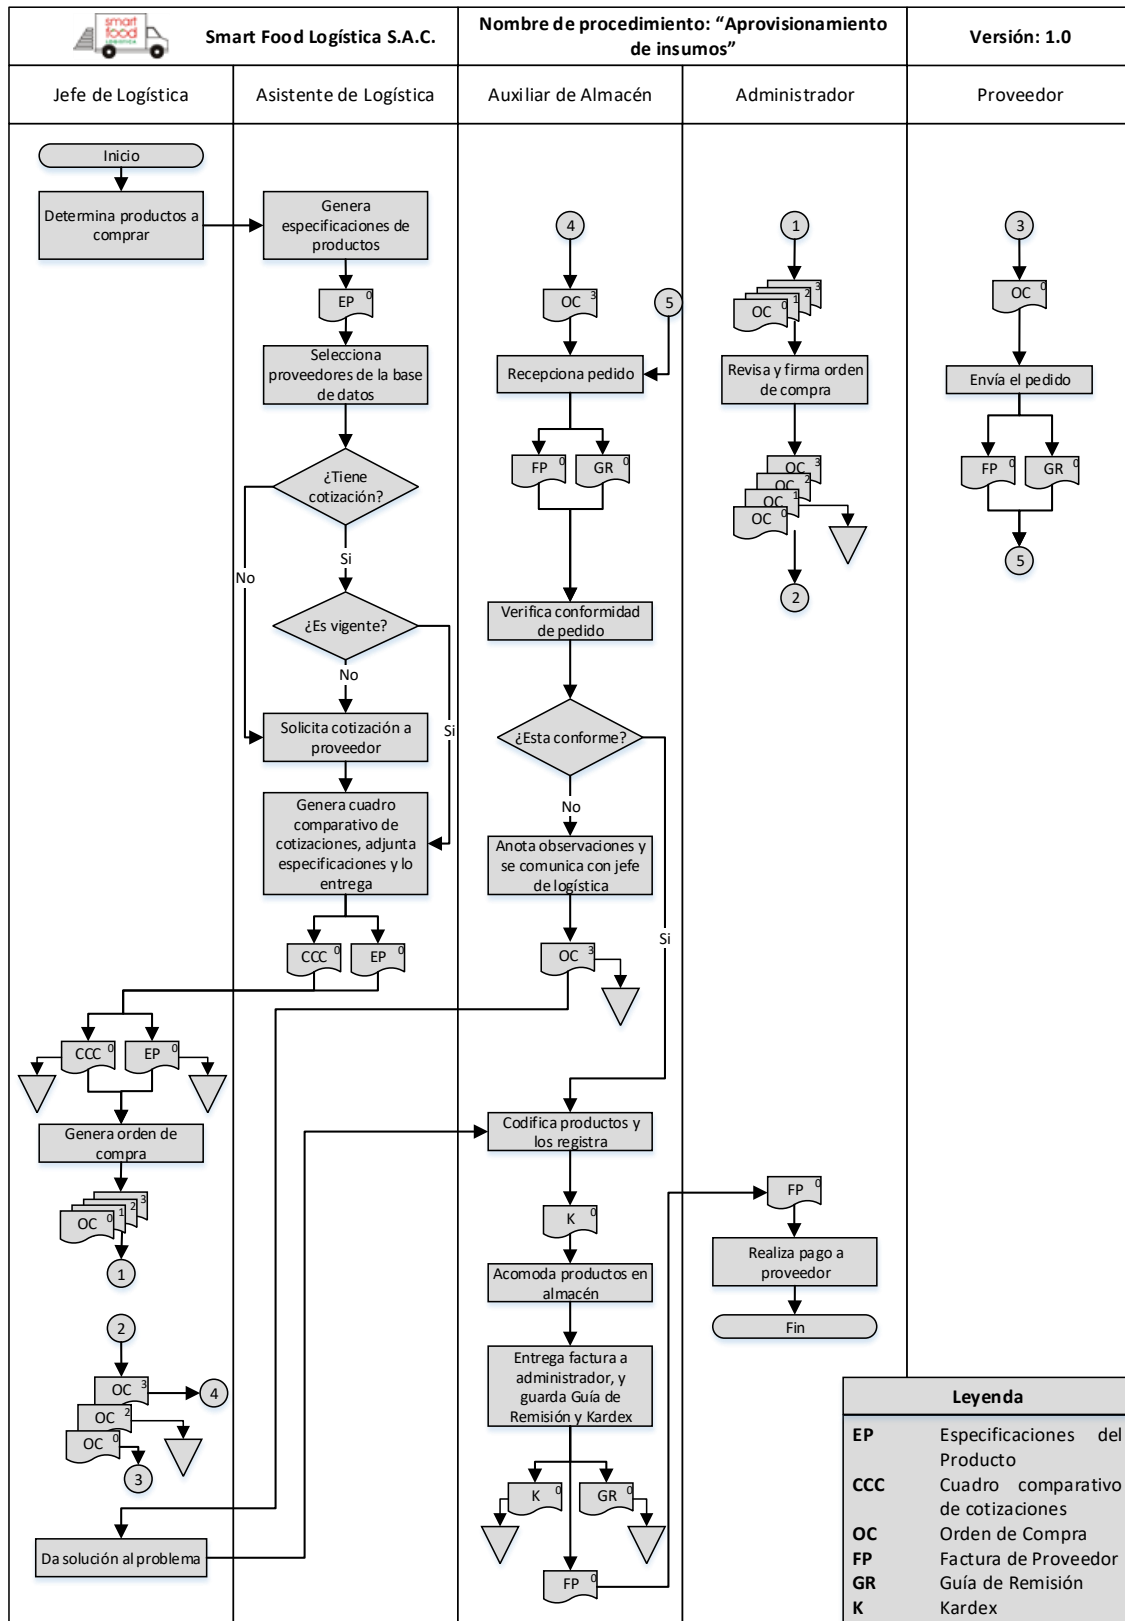 smart
food
LOGISTICA
Smart Food Logística S.A.C.
Nombre de procedimiento: “Aprovisionamiento
de insumos”
Versión: 1.0
Jefe de Logística
Asistente de Logística
Auxiliar de Almacén
Administrador
Proveedor
Inicio
Determina productos a
comprar
CCC 0
EP 0
Genera orden de
compra
3
2
1
OC 0
1
2
OC 3
4
OC 2
OC 0
3
Da solución al problema
Genera
especificaciones de
productos
EP 0
Selecciona
proveedores de la base
de datos
¿Tiene
cotización?
No
Si
¿Es vigente?
No
Si
Solicita cotización a
proveedor
Genera cuadro
comparativo de
cotizaciones, adjunta
especificaciones y lo
entrega
CCC 0
EP 0
4
OC 3
5
Recepciona pedido
FP 0
GR 0
Verifica conformidad
de pedido
¿Esta conforme?
No
Si
Anota observaciones y
se comunica con jefe
de logística
OC 3
Codifica productos y
los registra
K 0
Acomoda productos en
almacén
Entrega factura a
administrador, y
guarda Guía de
Remisión y Kardex
K 0
GR 0
FP 0
1
3
2
1
OC 0
Revisa y firma orden
de compra
OC 3
OC 2
OC 1
OC 0
2
FP 0
Realiza pago a
proveedor
Fin
3
OC 0
Envía el pedido
FP 0
GR 0
5
Leyenda
EP Especificaciones del
Producto
CCC Cuadro comparativo
de cotizaciones
OC Orden de Compra
FP Factura de Proveedor
GR Guía de Remisión
K Kardex